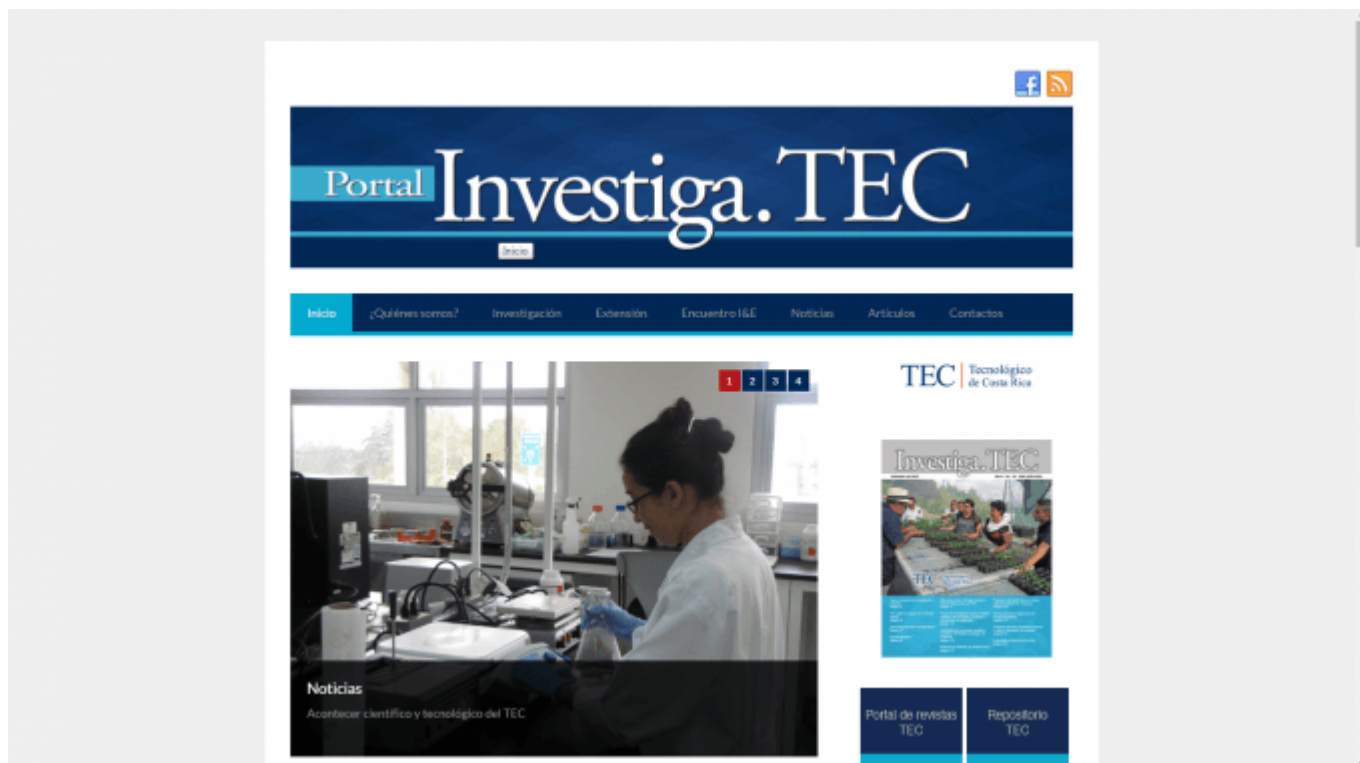 Portal Investiga.TEC
Inicio
Inicio ¿Quiénes somos? Investigación Extensión Encuentro I&E Noticias Artículos Contactos
1 2 3 4
Noticias
Acontecer científico y tecnológico del TEC
TEC Tecnológico
de Costa Rica
Investiga.TEC
TEC
Portal de revistas
TEC
Repositorio
TEC